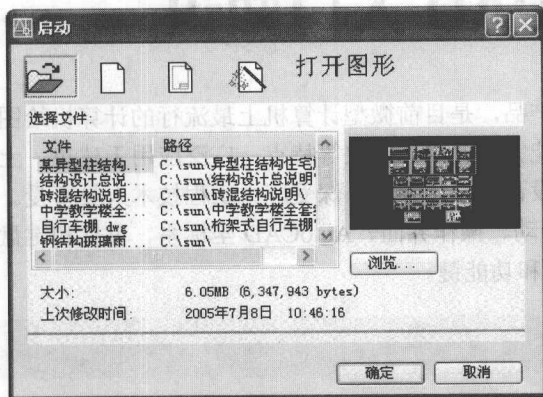 启动
打开图形
选择文件:
文件 路径
某异型柱结构... C:\sun\异型柱结构住宅
结构设计总说... C:\sun\结构设计总说明
砖混结构说明... C:\sun\砖混结构说明\
中学教学楼全... C:\sun\中学教学楼全套
自行车棚.dwg C:\sun\桁架式自行车棚
钢结构玻璃雨... C:\sun\
浏览...
大小: 6.05MB (6,347,943 bytes)
上次修改时间: 2005年7月8日 10:46:16
确定 取消